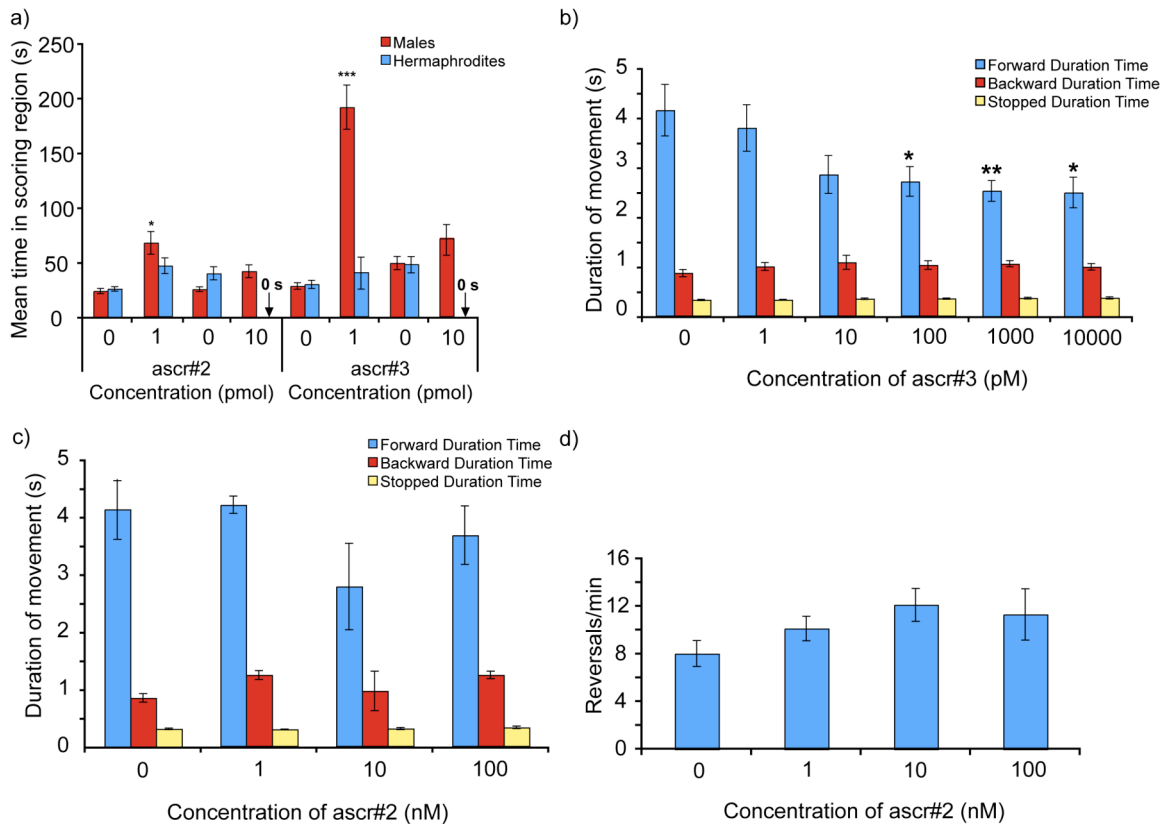 a)
Mean time in scoring region (s)
250
200
150
100
50
0
Males
Hermaphrodites
*
***
0 s
0 s
0 1 0 10 0 1 0 10
ascr#2 ascr#3
Concentration (pmol) Concentration (pmol)
b)
Duration of movement (s)
5
4
3
2
1
0
Forward Duration Time
Backward Duration Time
Stopped Duration Time
* ** *
0 1 10 100 1000 10000
Concentration of ascr#3 (pM)
c)
Duration of movement (s)
5
4
3
2
1
0
Forward Duration Time
Backward Duration Time
Stopped Duration Time
0 1 10 100
Concentration of ascr#2 (nM)
d)
Reversals/min
16
12
8
4
0
0 1 10 100
Concentration of ascr#2 (nM)